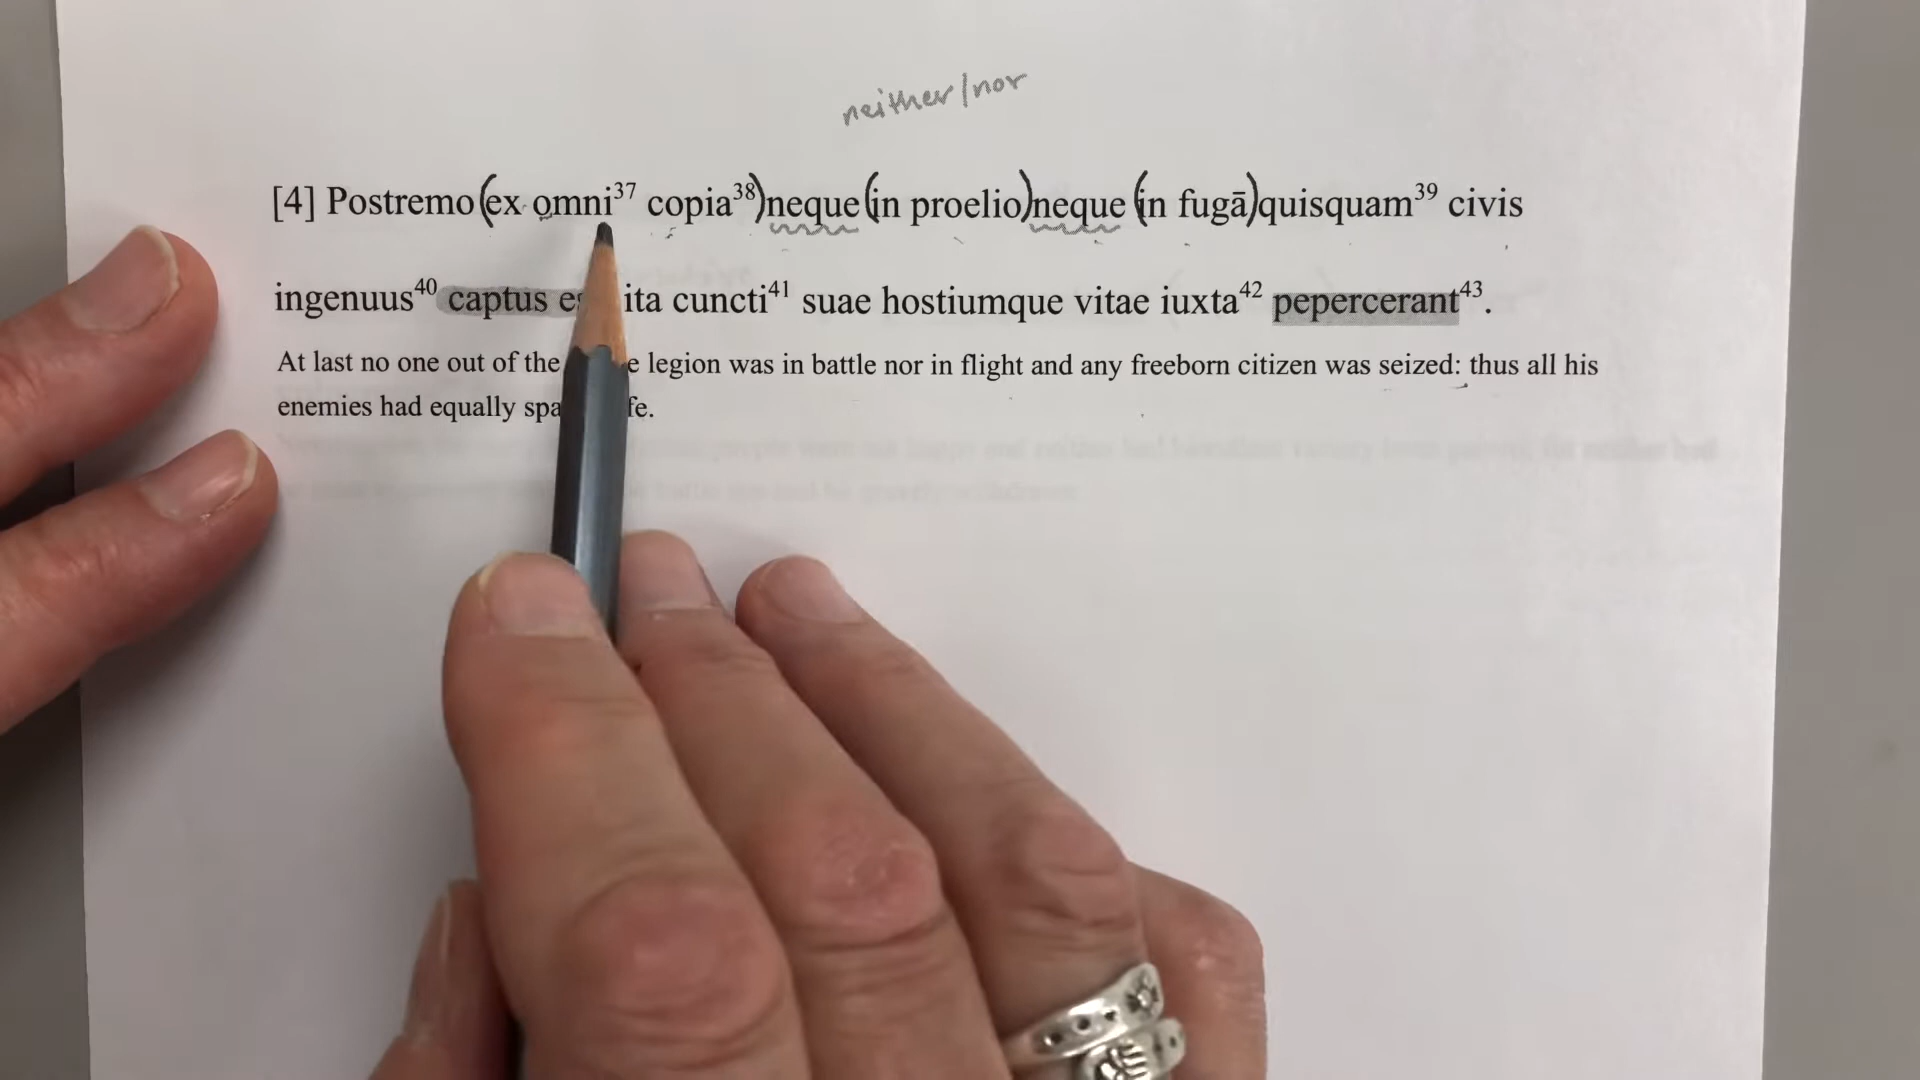 neither/nor
[4] Postremo (ex omni37 copia38) neque (in proelio) neque (in fugā) quisquam39 civis
ingenuus40 captus ita cuncti41 suae hostiumque vitae iuxta42 pepercerant43.
At last no one out of the legion was in battle nor in flight and any freeborn citizen was seized: thus all his
enemies had equally